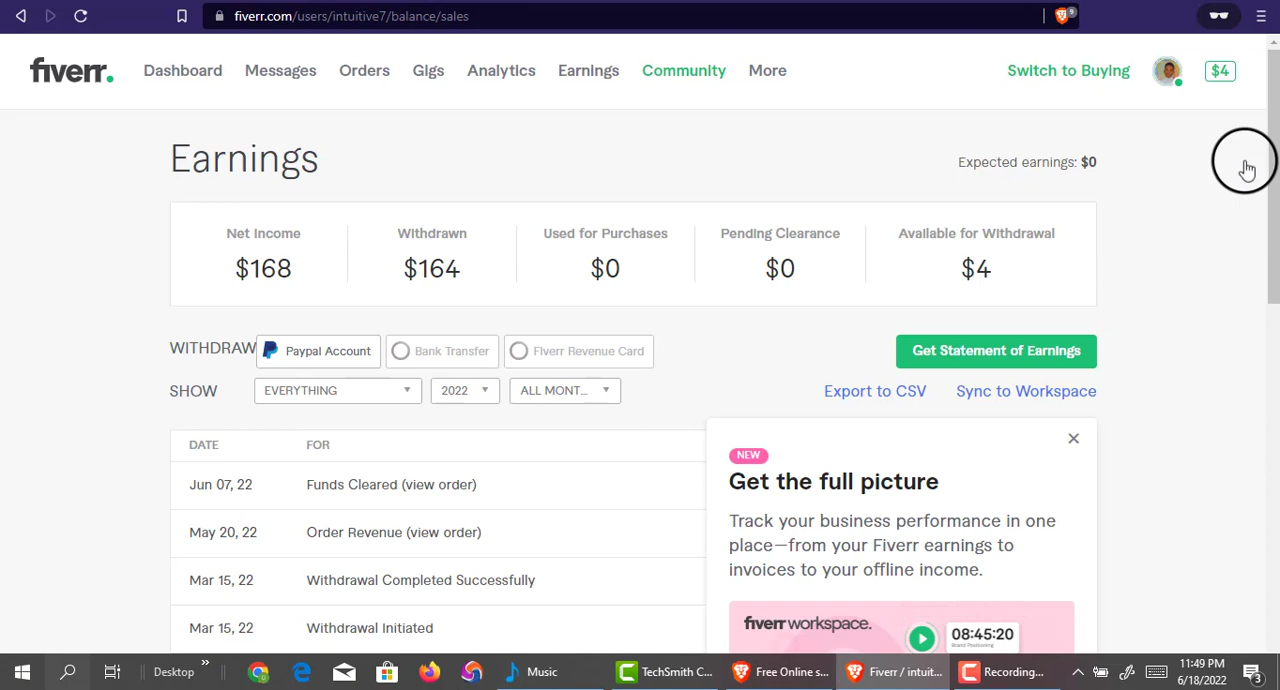 fiverr.com/users/intuitive7/balance/sales
9
fiverr.
Dashboard Messages Orders Gigs Analytics Earnings Community More
Switch to Buying $4
Earnings
Expected earnings: $0
Net Income Withdrawn Used for Purchases Pending Clearance Available for Withdrawal
$168 $164 $0 $0 $4
WITHDRAW Paypal Account Bank Transfer Fiverr Revenue Card Get Statement of Earnings
SHOW EVERYTHING 2022 ALL MONT... Export to CSV Sync to Workspace
DATE FOR
NEW
Get the full picture
Jun 07, 22 Funds Cleared (view order)
Track your business performance in one
May 20, 22 Order Revenue (view order)
place—from your Fiverr earnings to
invoices to your offline income.
Mar 15, 22 Withdrawal Completed Successfully
Mar 15, 22 Withdrawal Initiated
fiverr workspace.
08:45:20
Brand Positioning
Desktop » Music TechSmith C... Free Online s... Fiverr / intuit... Recording... 11:49 PM
6/18/2022
3